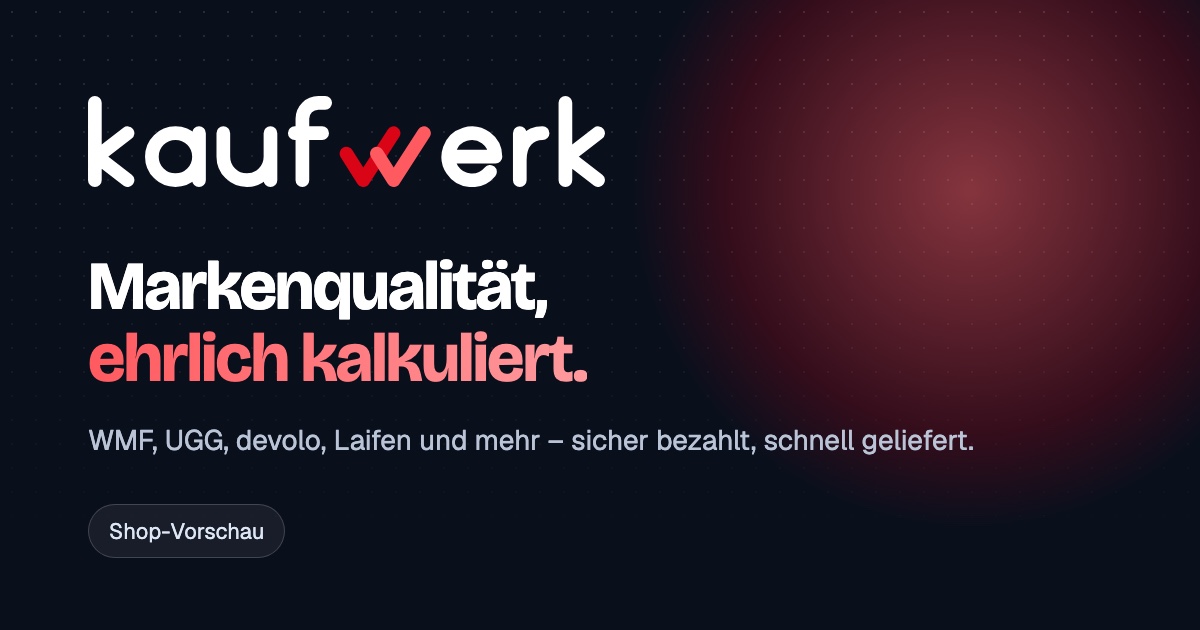 kaufwerk
Markenqualität,
ehrlich kalkuliert.
WMF, UGG, devolo, Laifen und mehr – sicher bezahlt, schnell geliefert.
Shop-Vorschau